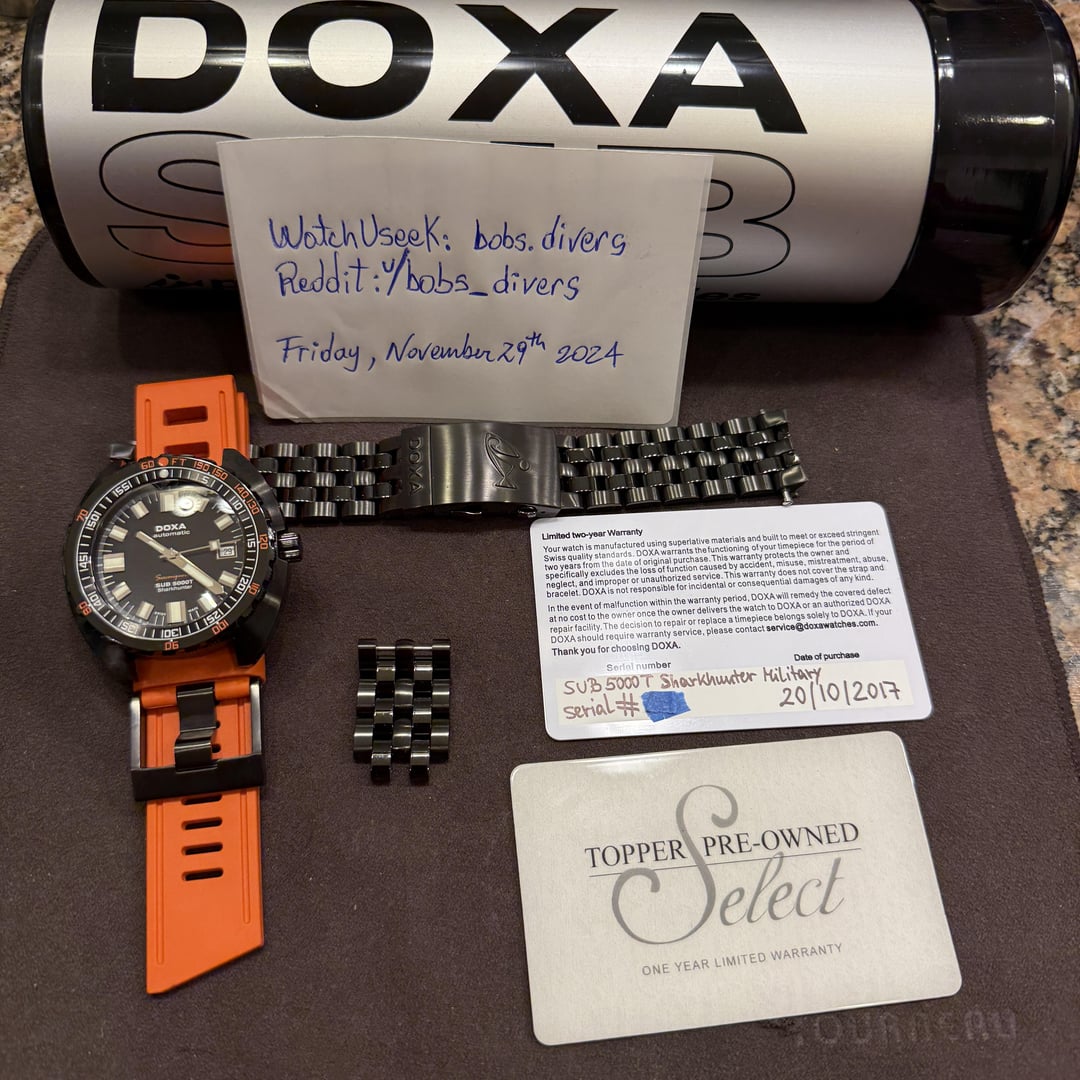 DOXA
SUB
WatchUseek: bobs.divers
Reddit: u/bobs_divers
Friday, November 29th 2024
DOXA
60 FT 190 150
DOXA
automatic
SUB 5000T
Sharkhunter
Limited two-year Warranty
Your watch is manufactured using superlative materials and built to meet or exceed stringent
Swiss quality standards. DOXA warrants the functioning of your timepiece for the period of
two years from the date of original purchase. This warranty protects the owner and
specifically excludes the loss of function caused by accident, misuse, mistreatment, abuse,
neglect, and improper or unauthorized service. This warranty does not cover the strap and
bracelet. DOXA is not responsible for incidental or consequential damages of any kind.
In the event of malfunction within the warranty period, DOXA will remedy the covered defect
at no cost to the owner once the owner delivers the watch to DOXA or an authorized DOXA
repair facility. The decision to repair or replace a timepiece belongs solely to DOXA. If your
DOXA should require warranty service, please contact service@doxawatches.com.
Thank you for choosing DOXA.
Serial number
Date of purchase
SUB 5000T Sharkhunter Military
serial #
20/10/2017
TOPPER PRE-OWNED
Select
ONE YEAR LIMITED WARRANTY
TOURNEAU